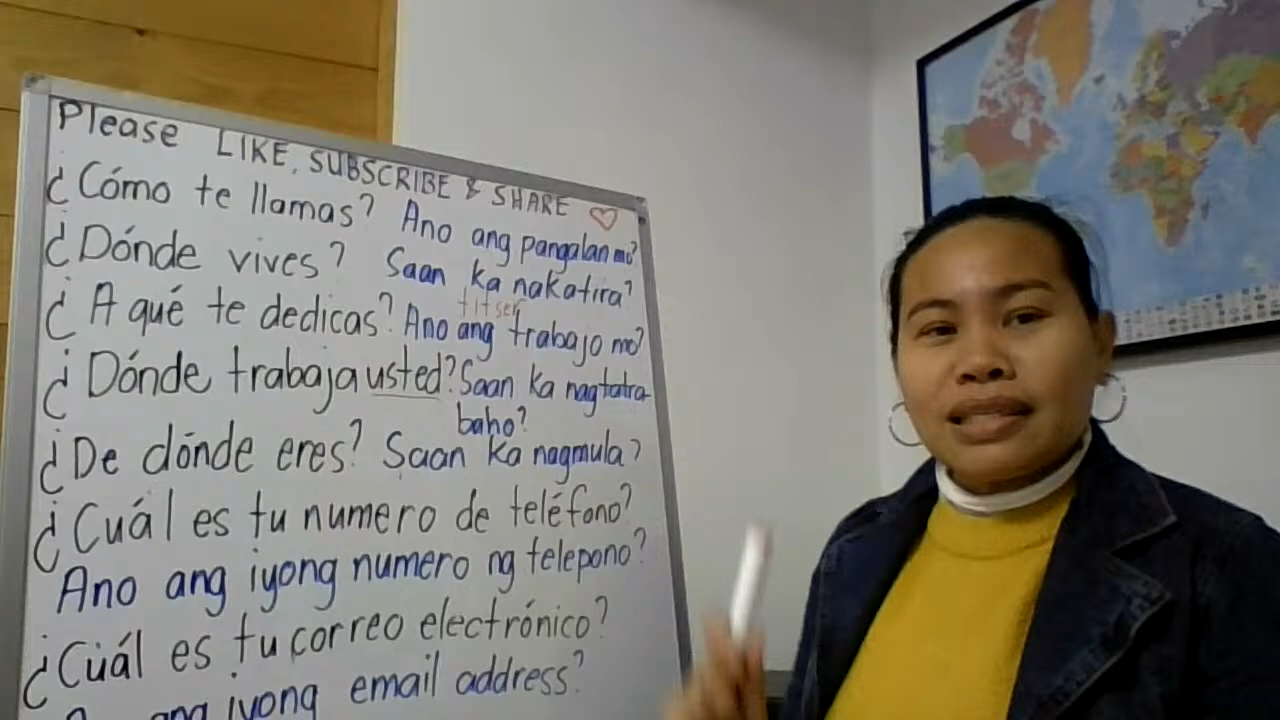 Please LIKE, SUBSCRIBE & SHARE
¿Cómo te llamas? Ano ang pangalan mo?
¿Dónde vives? Saan ka nakatira?
titser
¿A qué te dedicas? Ano ang trabajo mo?
¿Dónde trabaja usted? Saan ka nagtatra-
baho?
¿De dónde eres? Saan ka nagmula?
¿Cuál es tu numero de teléfono?
Ano ang iyong numero ng telepono?
¿Cuál es tu correo electrónico?
ang iyong email address?